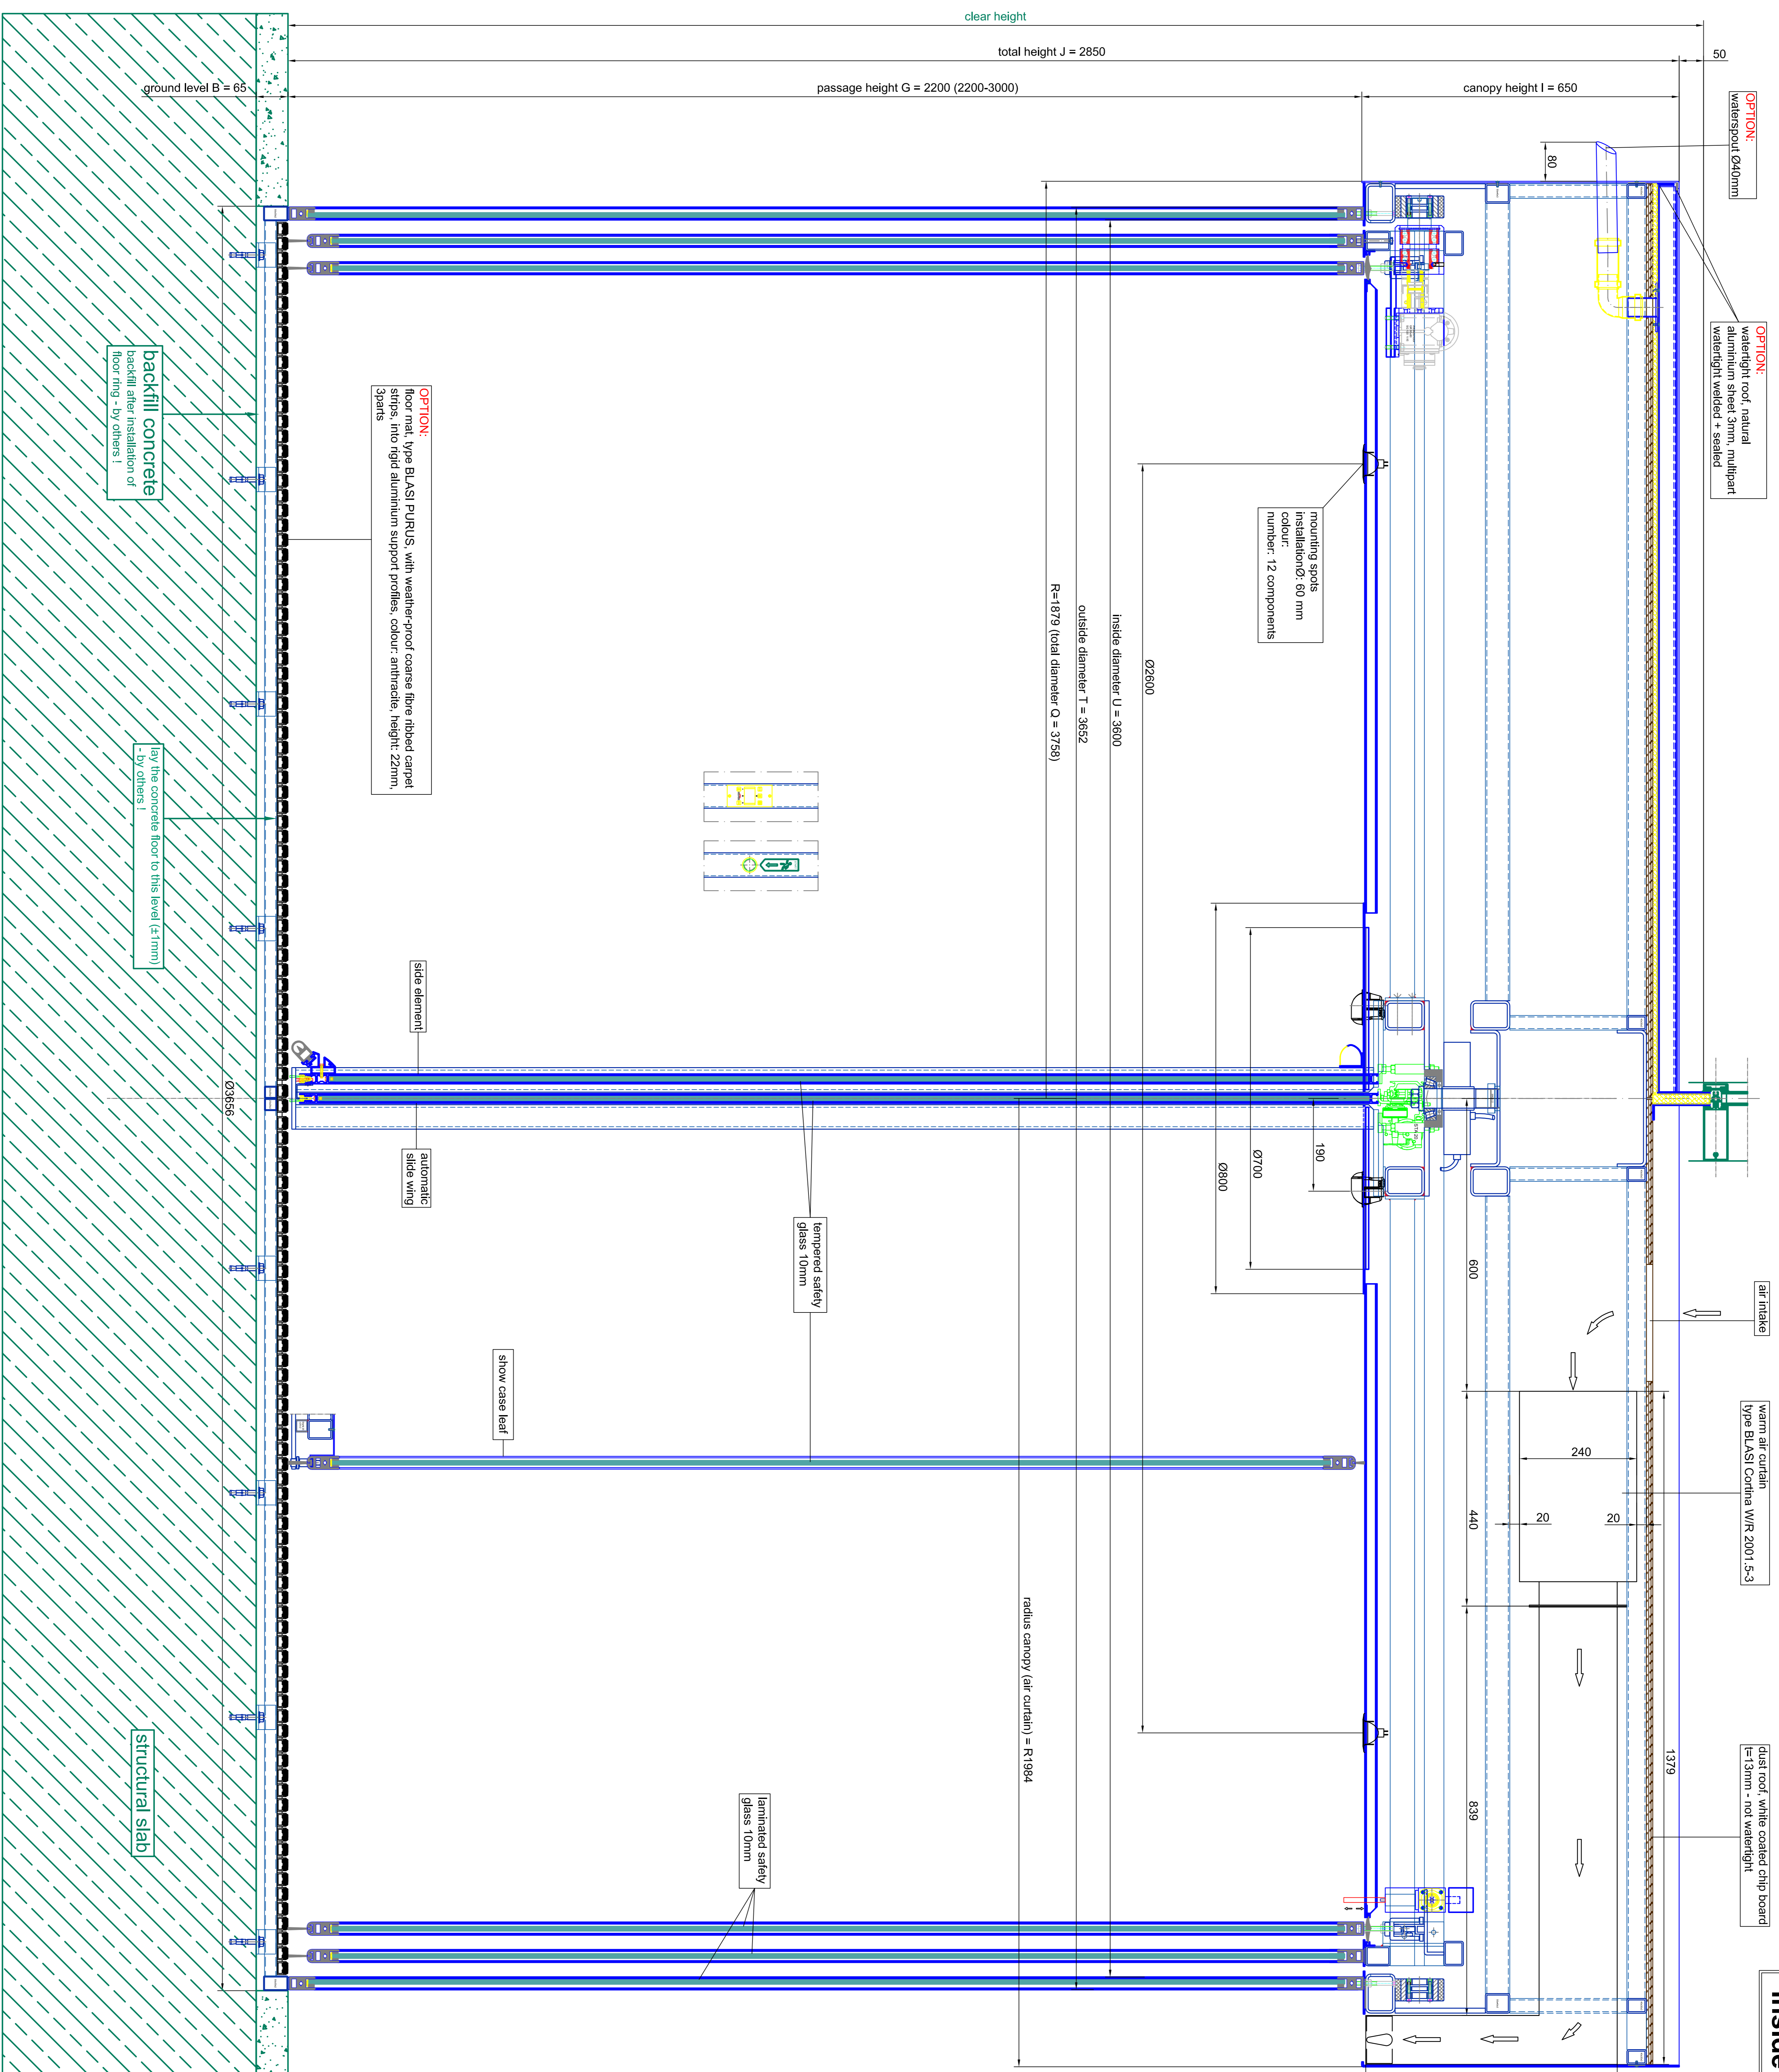 clear height
total height J = 2850
50
ground level B = 65
passage height G = 2200 (2200-3000)
canopy height I = 650
OPTION:
waterspout Ø40mm
80
OPTION:
watertight roof, natural
aluminium sheet 3mm, multipart
watertight welded + sealed
backfill concrete
backfill after installation of
floor ring - by others !
OPTION:
floor mat, type BLASI PURUS, with weather-proof coarse fibre ribbed carpet
strips, into rigid aluminium support profiles, colour: anthracite, height: 22mm,
3parts
mounting spots
installationØ: 60 mm
colour:
number: 12 components
Ø2600
inside diameter U = 3600
outside diameter T = 3652
R=1879 (total diameter Q = 3758)
lay the concrete floor to this level (±1mm)
- by others !
side element
Ø3656
automatic
slide wing
190
Ø700
Ø800
tempered safety
glass 10mm
600
air intake
show case leaf
240
440
20
20
warm air curtain
type BLASI Cortina W/R 2001.5-3
radius canopy (air curtain) = R1984
1379
839
dust roof, white coated chip board
t=13mm - not watertight
structural slab
laminated safety
glass 10mm
Inside